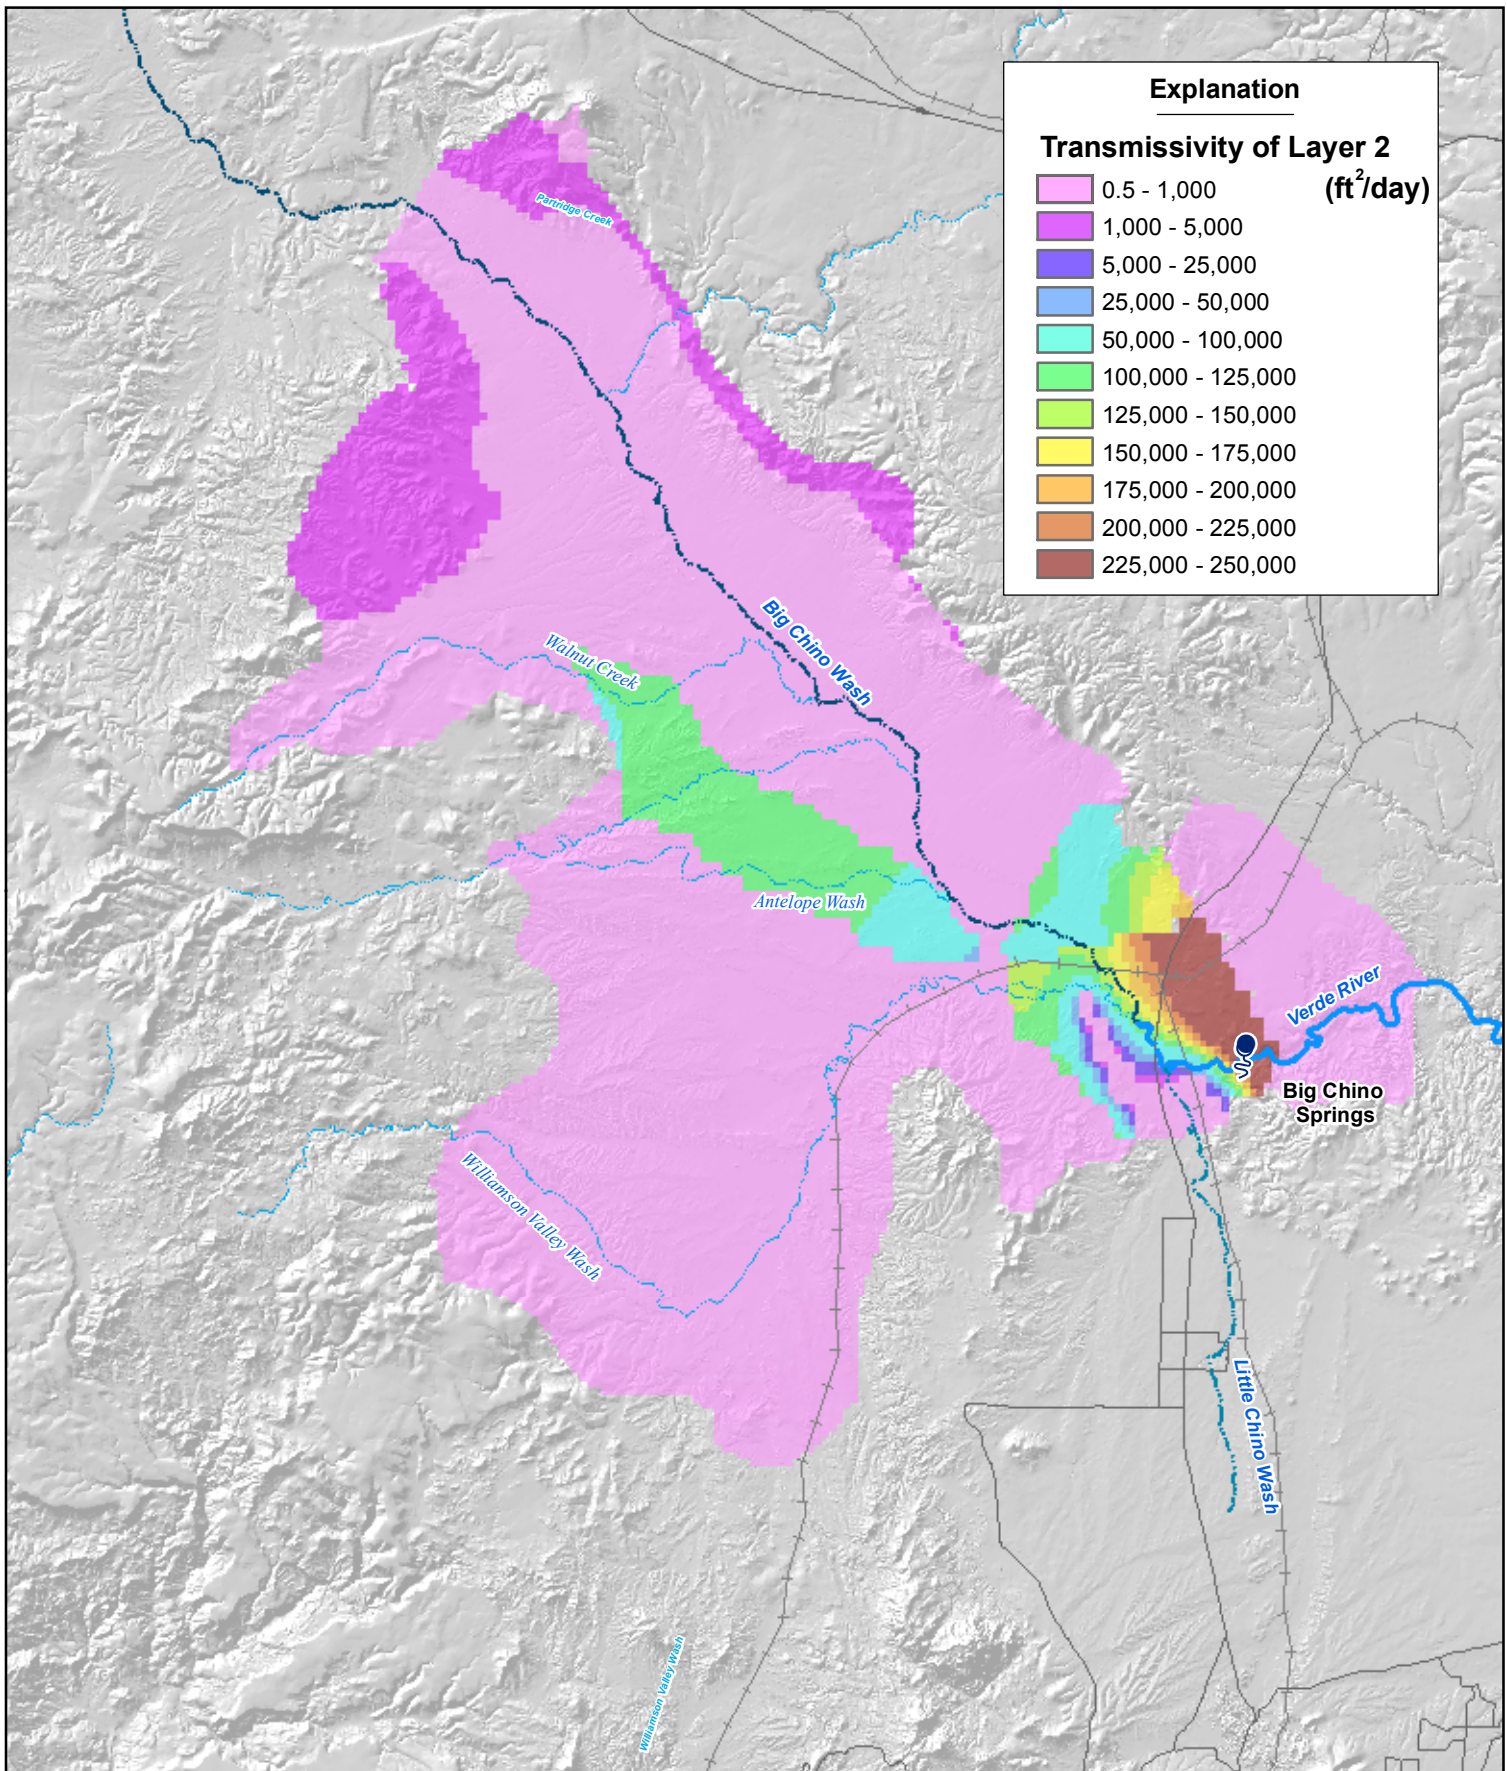 Explanation
Transmissivity of Layer 2
(ft²/day)
0.5 - 1,000
1,000 - 5,000
5,000 - 25,000
25,000 - 50,000
50,000 - 100,000
100,000 - 125,000
125,000 - 150,000
150,000 - 175,000
175,000 - 200,000
200,000 - 225,000
225,000 - 250,000
Partridge Creek
Big Chino Wash
Walnut Creek
Antelope Wash
Verde River
Big Chino
Springs
Williamson Valley Wash
Little Chino Wash
Williamson Valley Wash